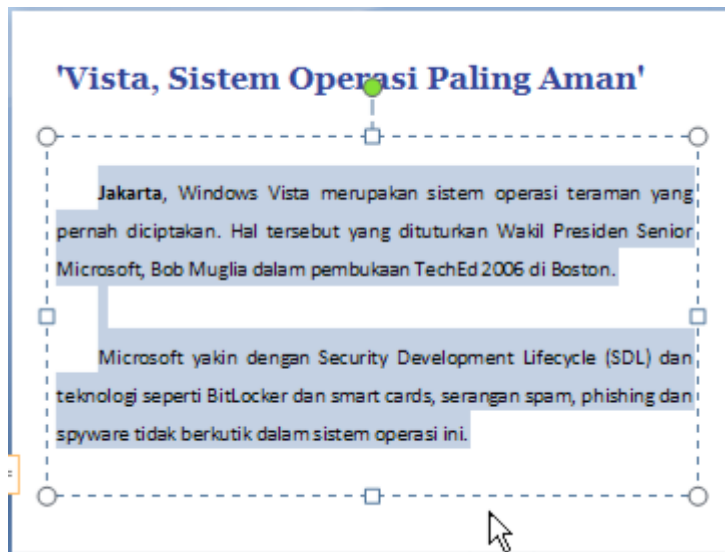 'Vista, Sistem Operasi Paling Aman'
Jakarta, Windows Vista merupakan sistem operasi teraman yang
pernah diciptakan. Hal tersebut yang dituturkan Wakil Presiden Senior
Microsoft, Bob Muglia dalam pembukaan TechEd 2006 di Boston.
Microsoft yakin dengan Security Development Lifecycle (SDL) dan
teknologi seperti BitLocker dan smart cards, serangan spam, phishing dan
spyware tidak berkutik dalam sistem operasi ini.